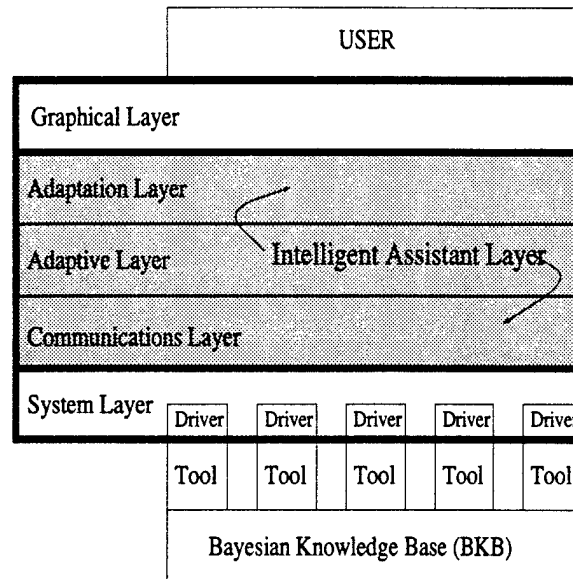 USER
Graphical Layer
Adaptation Layer
Adaptive Layer
Intelligent Assistant Layer
Communications Layer
System Layer
Driver Driver Driver Driver Driver
Tool Tool Tool Tool Tool
Bayesian Knowledge Base (BKB)